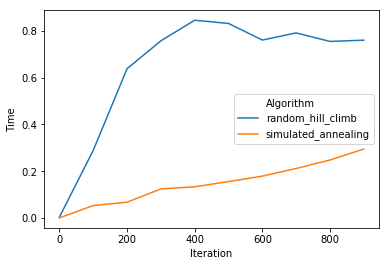 0.8
0.6
0.4
0.2
0.0
Time
Algorithm
random_hill_climb
simulated_annealing
0 200 400 600 800
Iteration